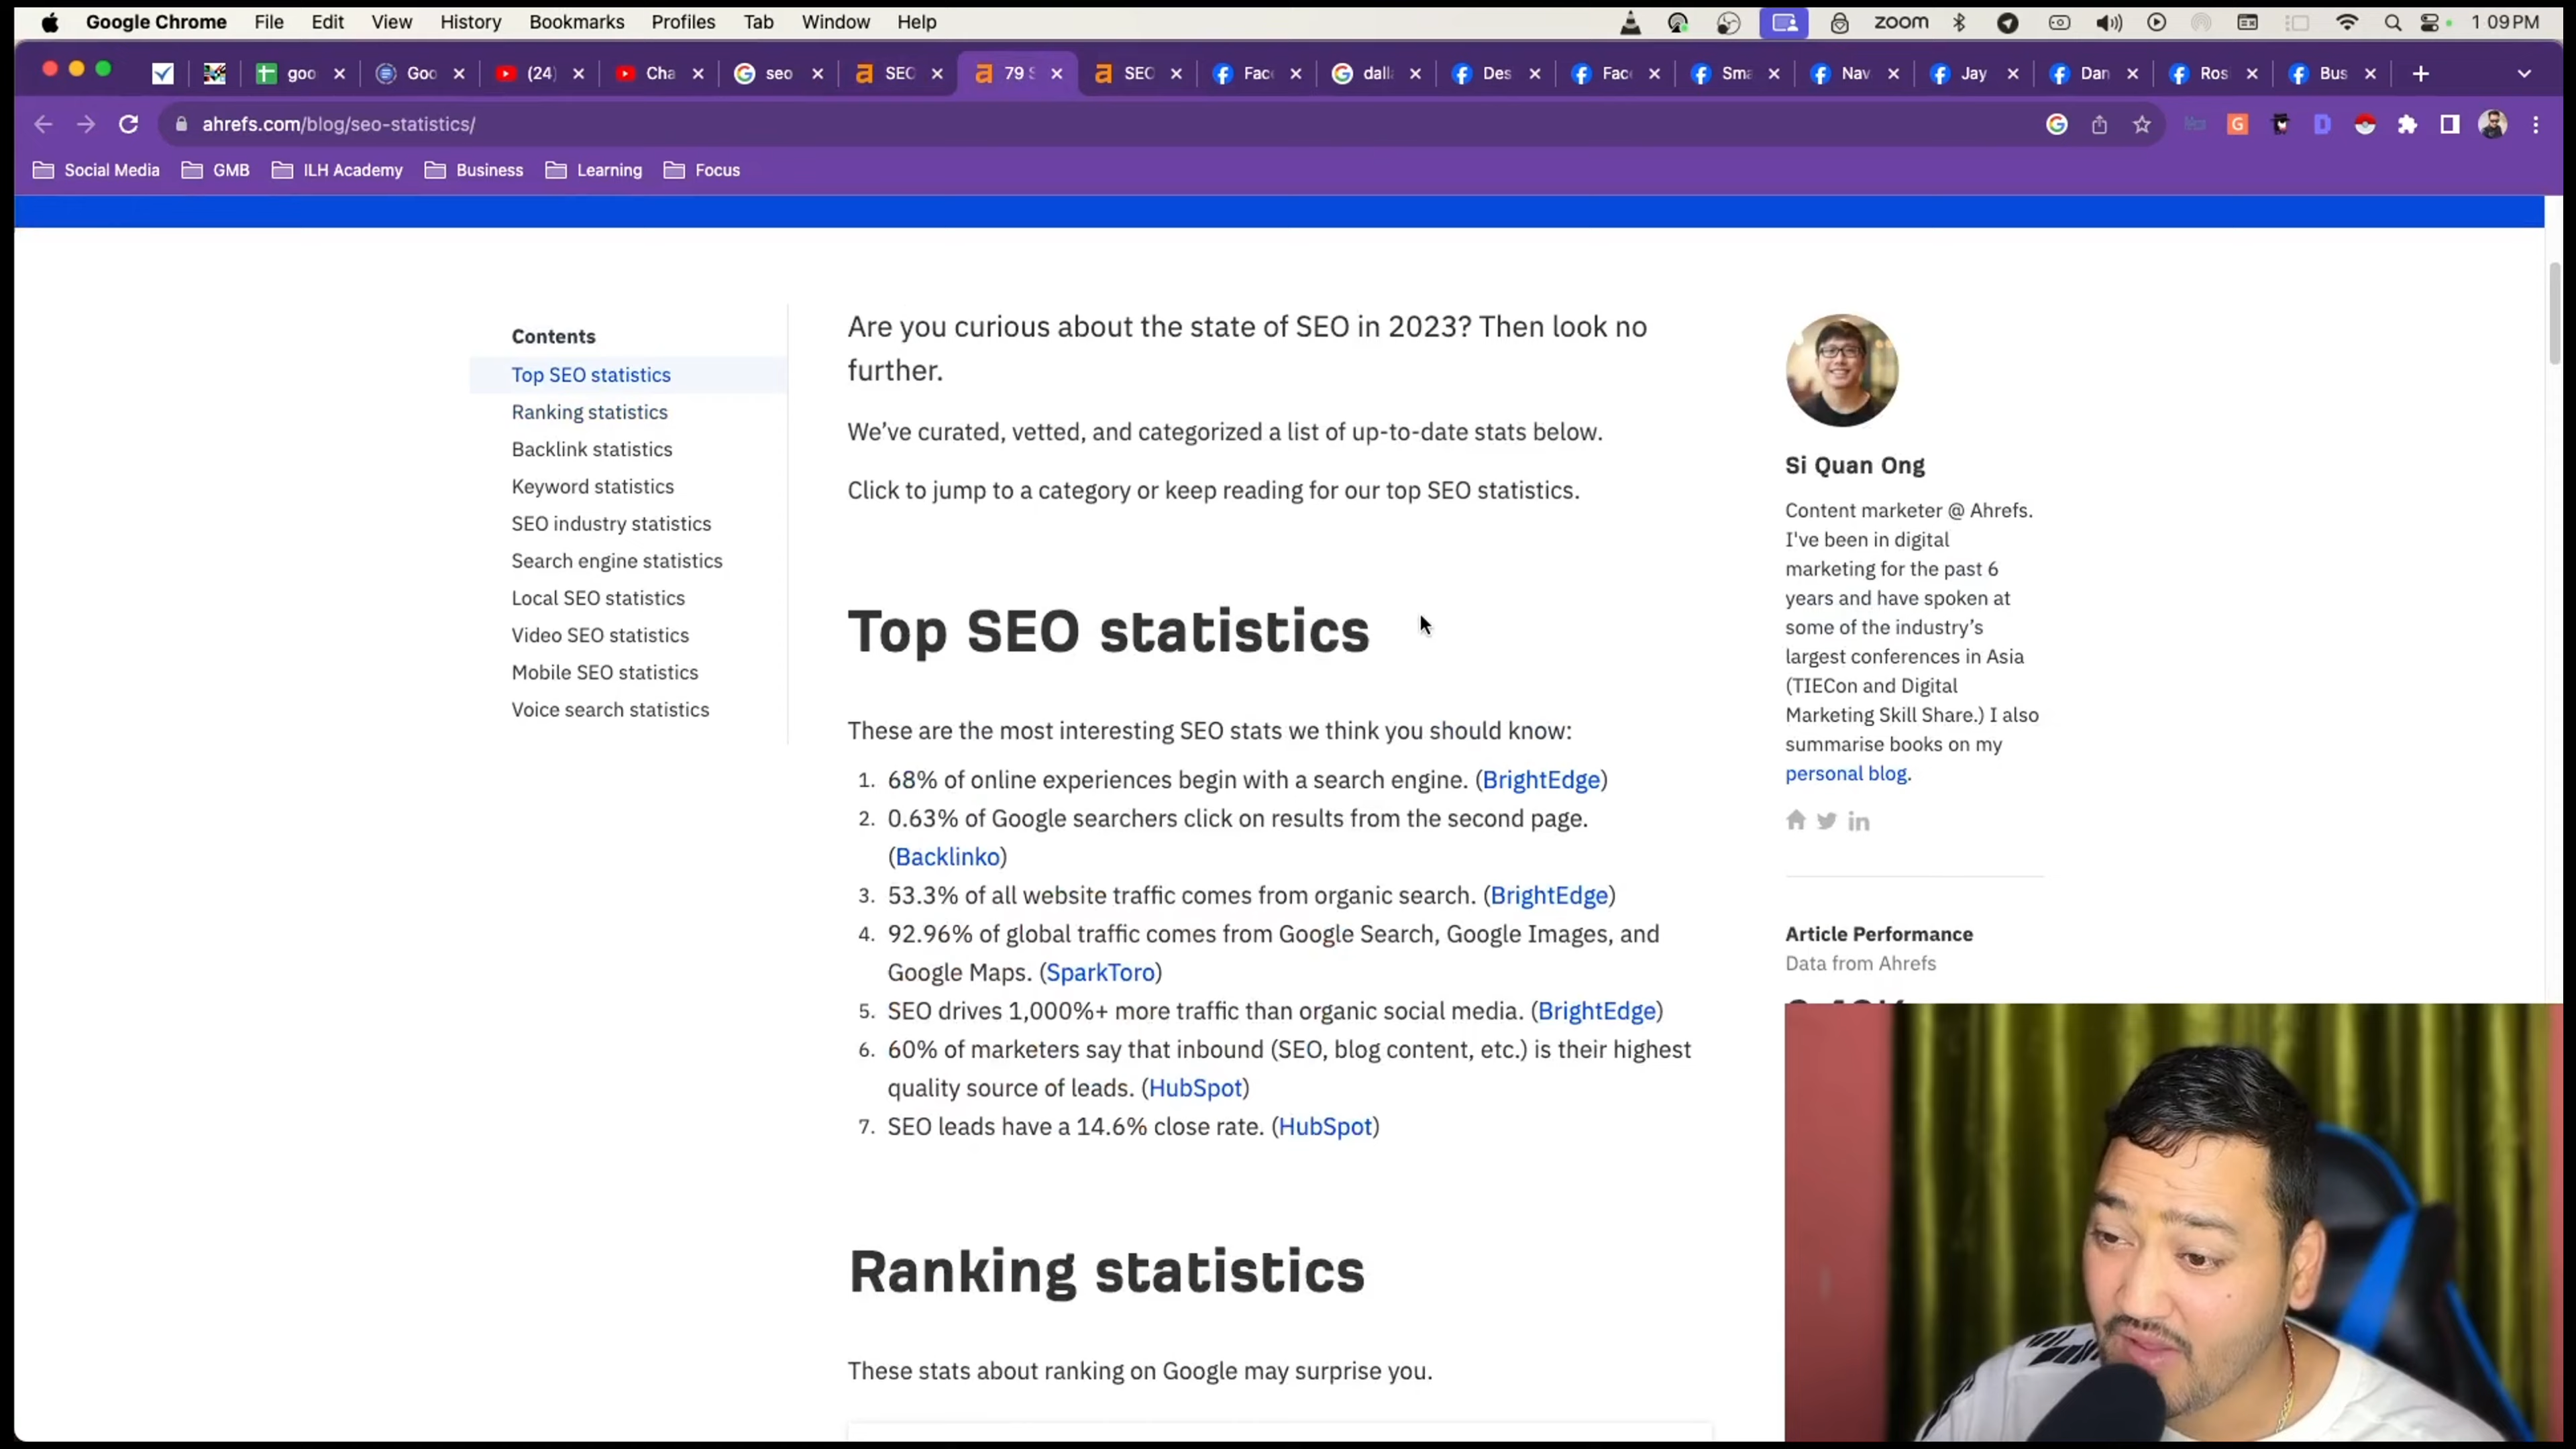 Google Chrome File Edit View History Bookmarks Profiles Tab Window Help zoom 1 09 PM
goo Goo (24) Cha seo SEO 79 S SEO Fac dall Des Fac Sma Nav Jay Dan Ros Bus
ahrefs.com/blog/seo-statistics/
Social Media GMB ILH Academy Business Learning Focus
Contents
Top SEO statistics
Ranking statistics
Backlink statistics
Keyword statistics
SEO industry statistics
Search engine statistics
Local SEO statistics
Video SEO statistics
Mobile SEO statistics
Voice search statistics
Are you curious about the state of SEO in 2023? Then look no
further.
We’ve curated, vetted, and categorized a list of up-to-date stats below.
Click to jump to a category or keep reading for our top SEO statistics.
Top SEO statistics
These are the most interesting SEO stats we think you should know:
1. 68% of online experiences begin with a search engine. (BrightEdge)
2. 0.63% of Google searchers click on results from the second page.
(Backlinko)
3. 53.3% of all website traffic comes from organic search. (BrightEdge)
4. 92.96% of global traffic comes from Google Search, Google Images, and
Google Maps. (SparkToro)
5. SEO drives 1,000%+ more traffic than organic social media. (BrightEdge)
6. 60% of marketers say that inbound (SEO, blog content, etc.) is their highest
quality source of leads. (HubSpot)
7. SEO leads have a 14.6% close rate. (HubSpot)
Ranking statistics
These stats about ranking on Google may surprise you.
Si Quan Ong
Content marketer @ Ahrefs.
I've been in digital
marketing for the past 6
years and have spoken at
some of the industry’s
largest conferences in Asia
(TIECon and Digital
Marketing Skill Share.) I also
summarise books on my
personal blog.
Article Performance
Data from Ahrefs